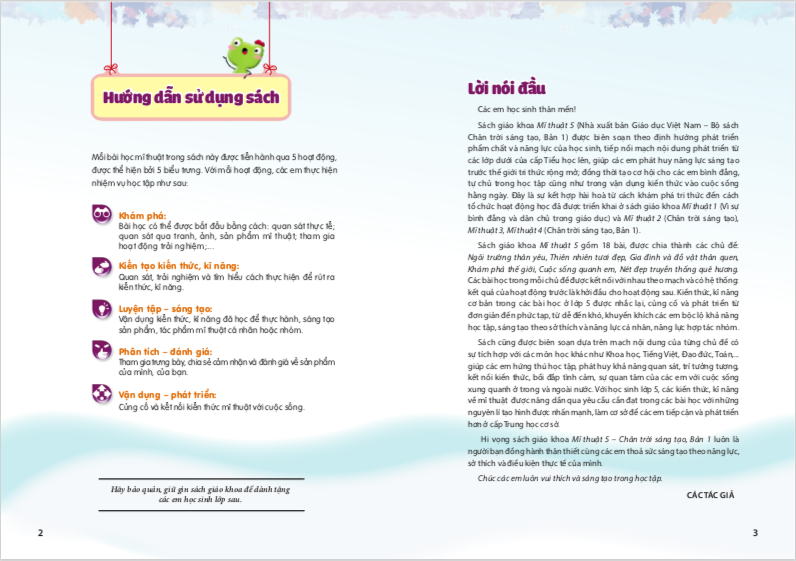 Hướng dẫn sử dụng sách
Mỗi bài học mĩ thuật trong sách này được tiến hành qua 5 hoạt động,
được thể hiện bởi 5 biểu trưng. Với mỗi hoạt động, các em thực hiện
nhiệm vụ học tập như sau:
Khám phá:
Bài học có thể được bắt đầu bằng cách: quan sát thực tế;
quan sát qua tranh, ảnh, sản phẩm mĩ thuật; tham gia
hoạt động trải nghiệm;...
Kiến tạo kiến thức, kĩ năng:
Quan sát, trải nghiệm và tìm hiểu cách thực hiện để rút ra
kiến thức, kĩ năng.
Luyện tập – sáng tạo:
Vận dụng kiến thức, kĩ năng đã học để thực hành, sáng tạo
sản phẩm, tác phẩm mĩ thuật cá nhân hoặc nhóm.
Phân tích – đánh giá:
Tham gia trưng bày, chia sẻ cảm nhận và đánh giá về sản phẩm
của mình, của bạn.
Vận dụng – phát triển:
Củng cố và kết nối kiến thức mĩ thuật với cuộc sống.
Hãy bảo quản, giữ gìn sách giáo khoa để dành tặng
các em học sinh lớp sau.
2
Lời nói đầu
Các em học sinh thân mến!
Sách giáo khoa Mĩ thuật 5 (Nhà xuất bản Giáo dục Việt Nam – Bộ sách
Chân trời sáng tạo, Bản 1) được biên soạn theo định hướng phát triển
phẩm chất và năng lực của học sinh, tiếp nối mạch nội dung phát triển từ
các lớp dưới của cấp Tiểu học lên, giúp các em phát huy năng lực sáng tạo
trước thế giới tri thức rộng mở; đồng thời tạo cơ hội cho các em bình đẳng,
tự chủ trong học tập cũng như trong vận dụng kiến thức vào cuộc sống
hằng ngày. Đây là sự kết hợp hài hoà từ cách khám phá tri thức đến cách
tổ chức hoạt động học đã được triển khai ở sách giáo khoa Mĩ thuật 1 (Vì sự
bình đẳng và dân chủ trong giáo dục) và Mĩ thuật 2 (Chân trời sáng tạo),
Mĩ thuật 3, Mĩ thuật 4 (Chân trời sáng tạo, Bản 1).
Sách giáo khoa Mĩ thuật 5 gồm 18 bài, được chia thành các chủ đề:
Ngôi trường thân yêu, Thiên nhiên tươi đẹp, Gia đình và đồ vật thân quen,
Khám phá thế giới, Cuộc sống quanh em, Nét đẹp truyền thống quê hương.
Các bài học trong mỗi chủ đề được kết nối với nhau theo mạch và có hệ thống:
kết quả của hoạt động trước là khởi đầu cho hoạt động sau. Kiến thức, kĩ năng
cơ bản trong các bài học ở lớp 5 được nhắc lại, củng cố và phát triển từ
đơn giản đến phức tạp, từ dễ đến khó, khuyến khích các em bộc lộ khả năng
học tập, sáng tạo theo sở thích và năng lực cá nhân, năng lực hợp tác nhóm.
Sách cũng được biên soạn dựa trên mạch nội dung của từng chủ đề có
sự tích hợp với các môn học khác như Khoa học, Tiếng Việt, Đạo đức, Toán,...
giúp các em hứng thú học tập, phát huy khả năng quan sát, trí tưởng tượng,
kết nối kiến thức, bồi đắp tình cảm, sự quan tâm của các em với cuộc sống
xung quanh ở trong và ngoài nước. Với học sinh lớp 5, các kiến thức, kĩ năng
về mĩ thuật được nâng dần qua yêu cầu cần đạt trong các bài học với những
nguyên lí tạo hình được nhấn mạnh, làm cơ sở để các em tiếp cận và phát triển
hơn ở cấp Trung học cơ sở.
Hi vọng sách giáo khoa Mĩ thuật 5 – Chân trời sáng tạo, Bản 1 luôn là
người bạn đồng hành thân thiết cùng các em thoả sức sáng tạo theo năng lực,
sở thích và điều kiện thực tế của mình.
Chúc các em luôn vui thích và sáng tạo trong học tập.
CÁC TÁC GIẢ
3